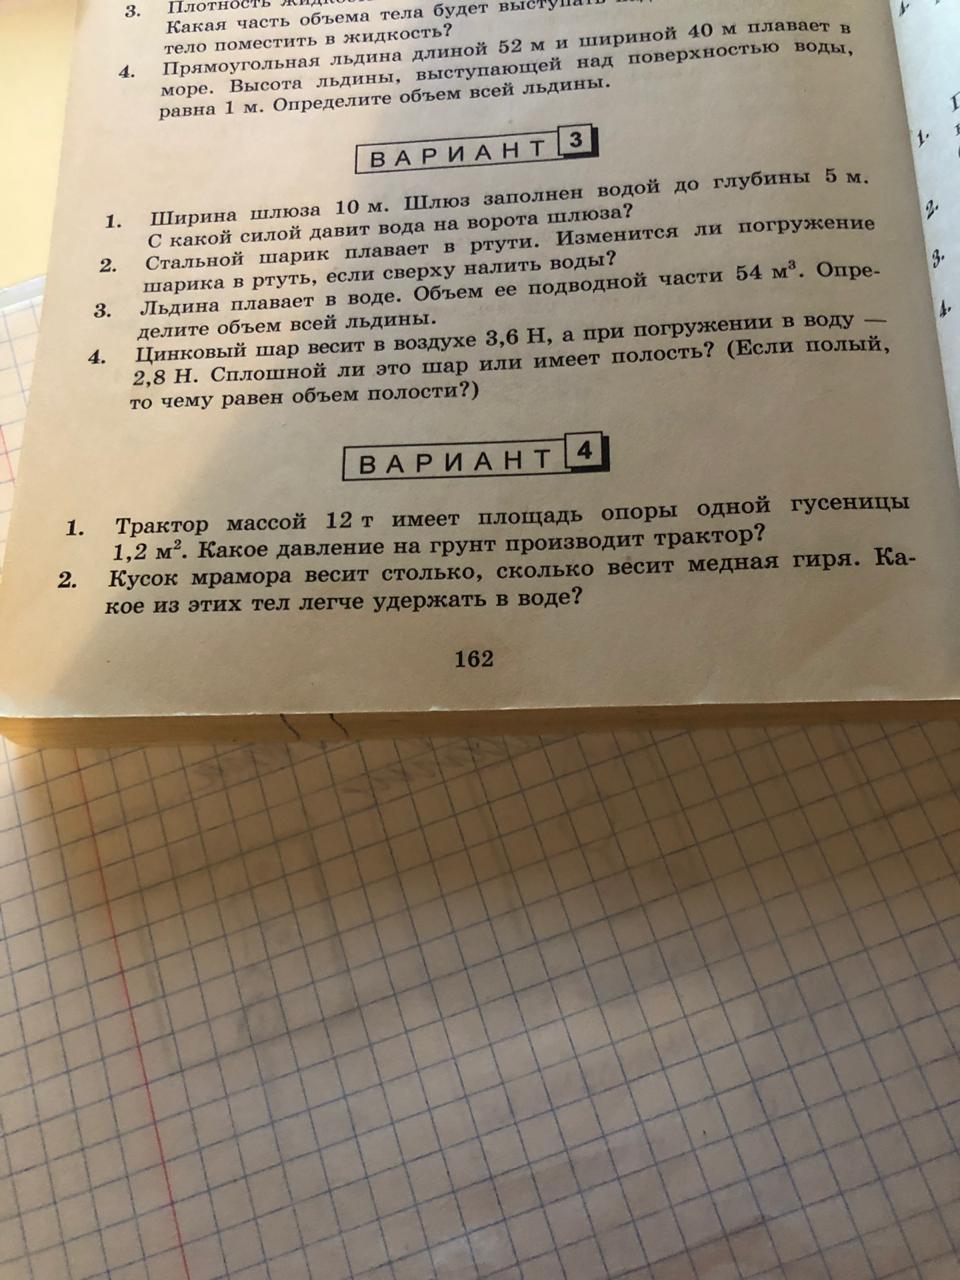 3. Плотность
Какая часть объема тела будет выступать
тело поместить в жидкость?
4. Прямоугольная льдина длиной 52 м и шириной 40 м плавает в
море. Высота льдины, выступающей над поверхностью воды,
равна 1 м. Определите объем всей льдины.
ВАРИАНТ 3
1. Ширина шлюза 10 м. Шлюз заполнен водой до глубины 5 м.
С какой силой давит вода на ворота шлюза?
2. Стальной шарик плавает в ртути. Изменится ли погружение
шарика в ртуть, если сверху налить воды?
3. Льдина плавает в воде. Объем ее подводной части 54 м³. Опре-
делите объем всей льдины.
4. Цинковый шар весит в воздухе 3,6 Н, а при погружении в воду —
2,8 Н. Сплошной ли это шар или имеет полость? (Если полый,
то чему равен объем полости?)
ВАРИАНТ 4
1. Трактор массой 12 т имеет площадь опоры одной гусеницы
1,2 м². Какое давление на грунт производит трактор?
2. Кусок мрамора весит столько, сколько весит медная гиря. Ка-
кое из этих тел легче удержать в воде?
162
1.
2.
3.
4.